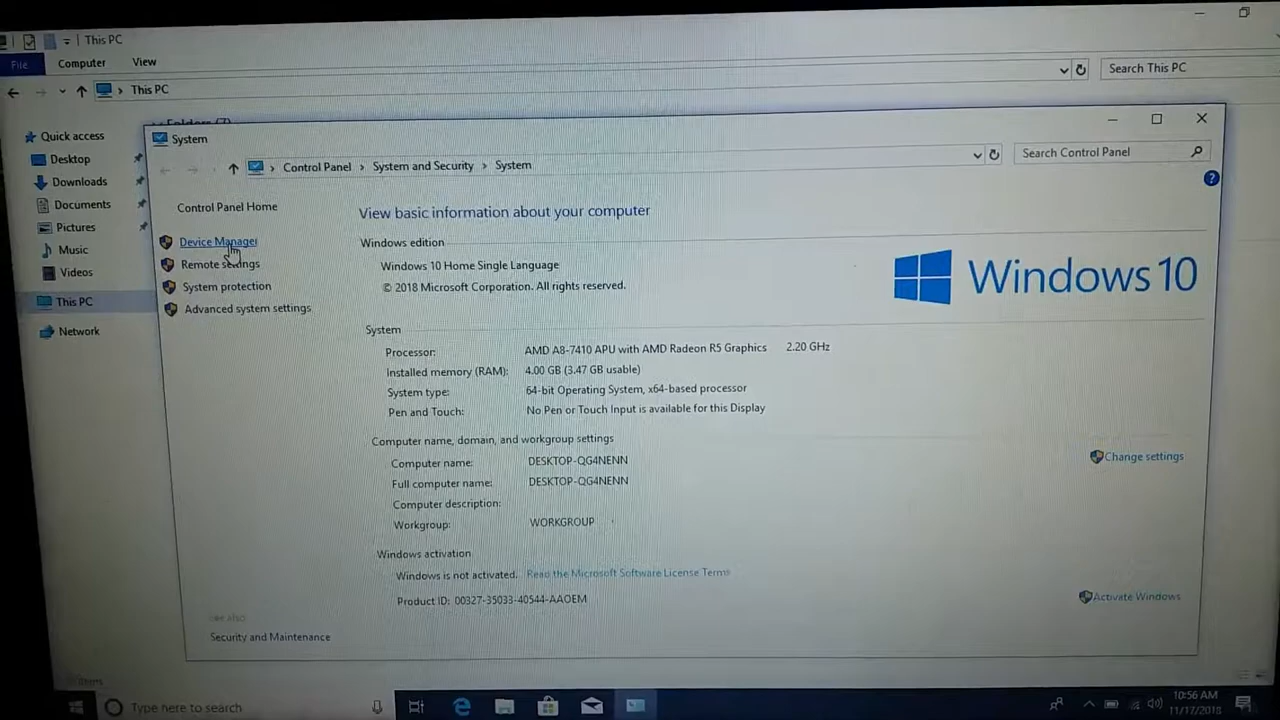 This PC
File Computer View
This PC
Search This PC
Quick access
Desktop
Downloads
Documents
Pictures
Music
Videos
This PC
Network
System
Control Panel > System and Security > System
Search Control Panel
Control Panel Home
Device Manager
Remote settings
System protection
Advanced system settings
View basic information about your computer
Windows edition
Windows 10 Home Single Language
© 2018 Microsoft Corporation. All rights reserved.
Windows 10
System
Processor: AMD A8-7410 APU with AMD Radeon R5 Graphics 2.20 GHz
Installed memory (RAM): 4.00 GB (3.47 GB usable)
System type: 64-bit Operating System, x64-based processor
Pen and Touch: No Pen or Touch Input is available for this Display
Computer name, domain, and workgroup settings
Computer name: DESKTOP-QG4NENN
Change settings
Full computer name: DESKTOP-QG4NENN
Computer description:
Workgroup: WORKGROUP
Windows activation
Windows is not activated. Read the Microsoft Software License Terms
Product ID: 00327-35033-40544-AAOEM
Activate Windows
See also
Security and Maintenance
Type here to search
10:56 AM
11/17/2018